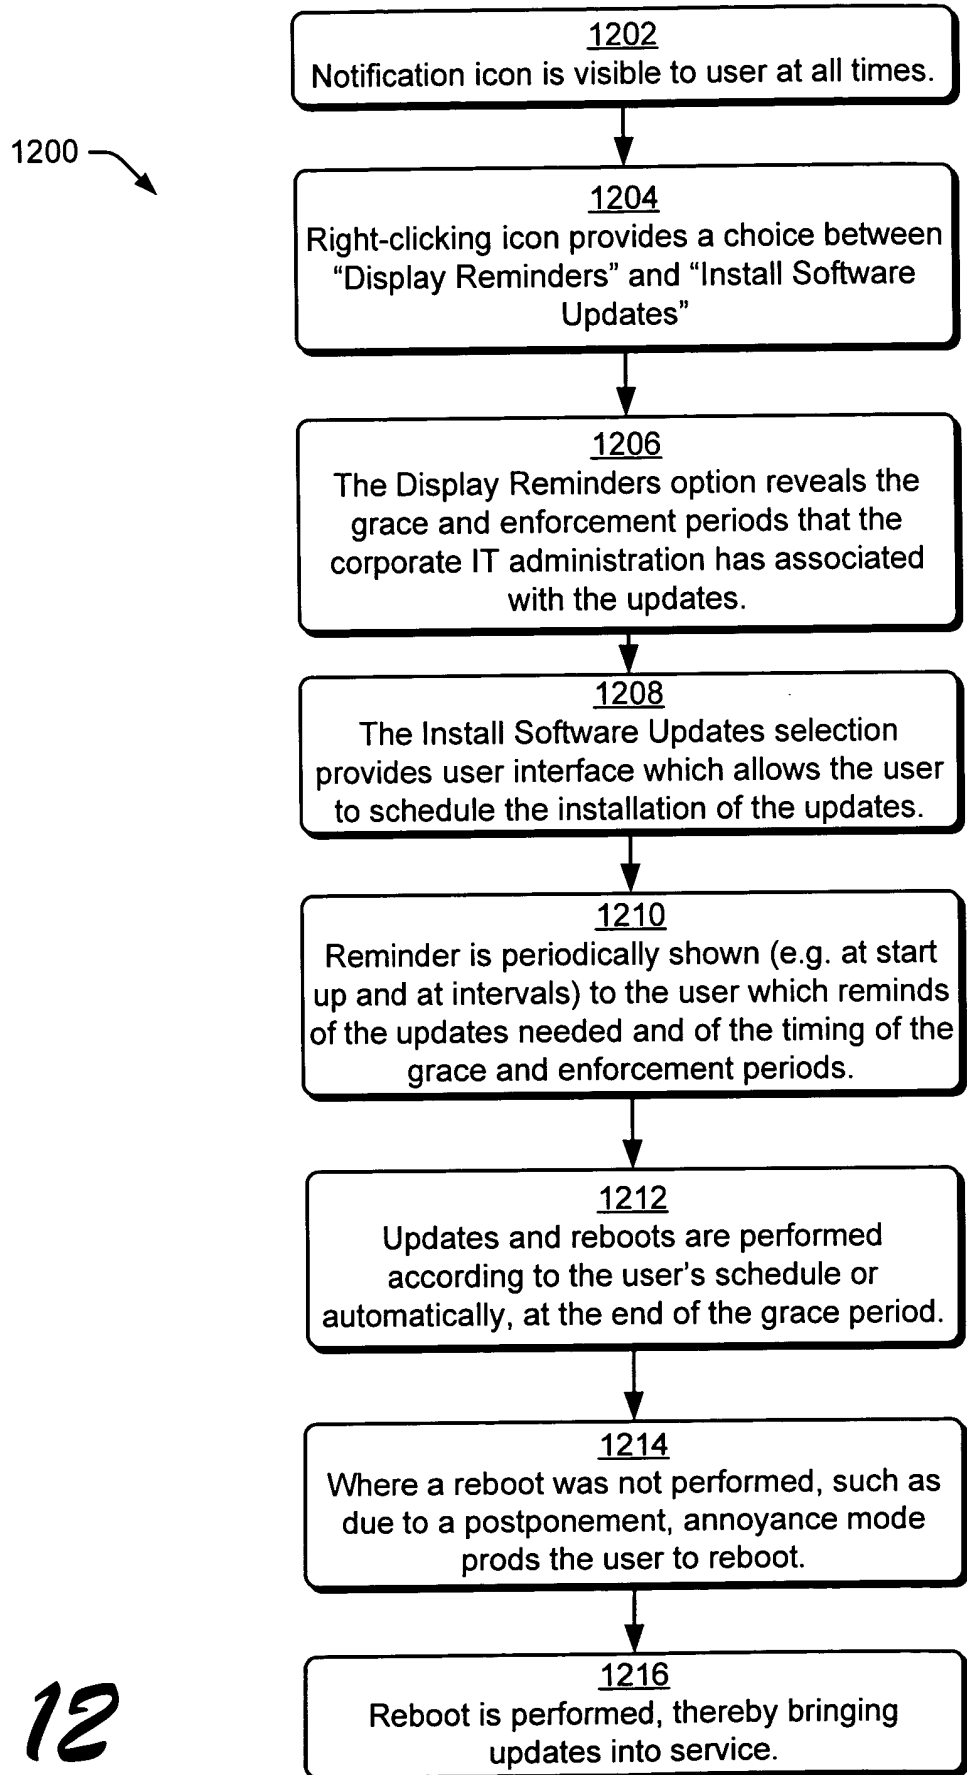 1202
Notification icon is visible to user at all times.
1200
1204
Right-clicking icon provides a choice between
“Display Reminders” and “Install Software
Updates”
1206
The Display Reminders option reveals the
grace and enforcement periods that the
corporate IT administration has associated
with the updates.
1208
The Install Software Updates selection
provides user interface which allows the user
to schedule the installation of the updates.
1210
Reminder is periodically shown (e.g. at start
up and at intervals) to the user which reminds
of the updates needed and of the timing of the
grace and enforcement periods.
1212
Updates and reboots are performed
according to the user's schedule or
automatically, at the end of the grace period.
1214
Where a reboot was not performed, such as
due to a postponement, annoyance mode
prods the user to reboot.
1216
Reboot is performed, thereby bringing
updates into service.
12